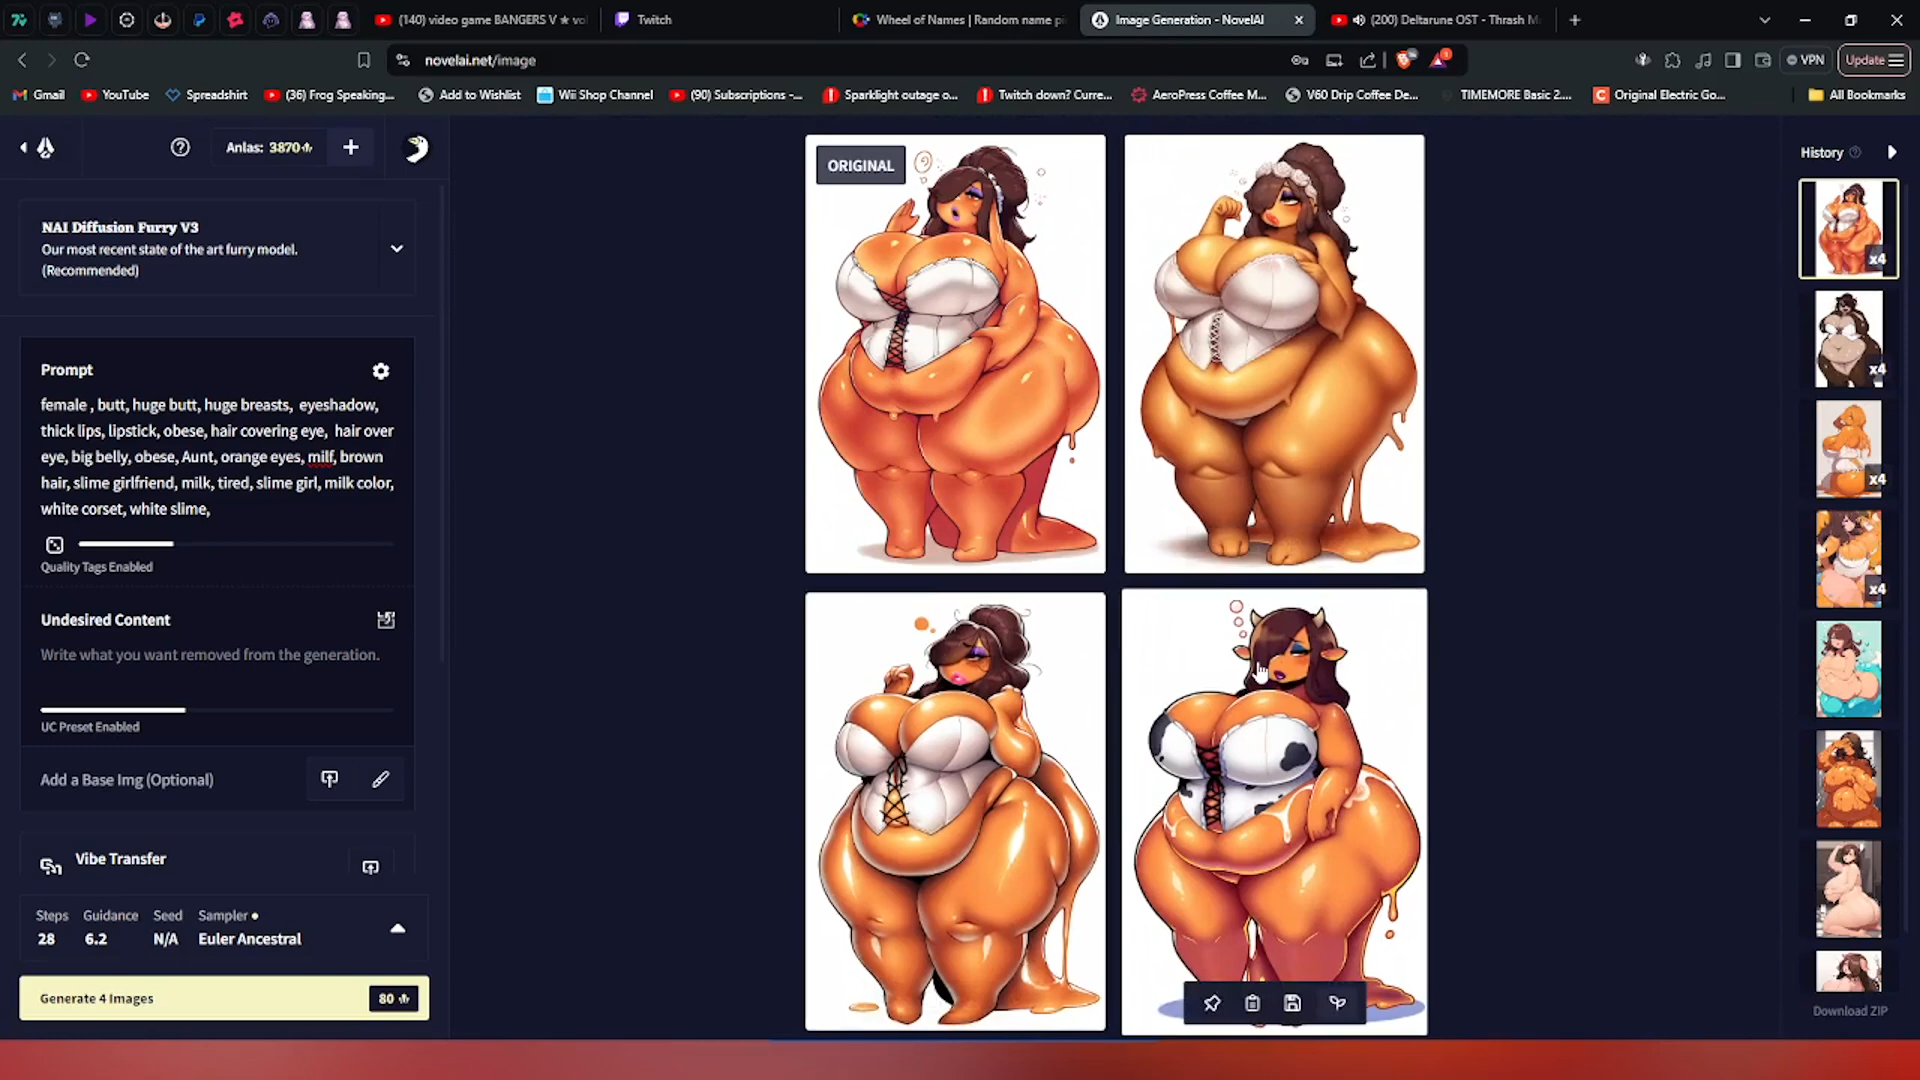 (140) video game BANGERS V ★ vo
Twitch
Wheel of Names | Random name pi
Image Generation - NovelAI
(200) Deltarune OST - Thrash M
novelai.net/image
VPN
Update
Gmail
YouTube
Spreadshirt
(36) Frog Speaking...
Add to Wishlist
Wii Shop Channel
(90) Subscriptions -...
Sparklight outage o...
Twitch down? Curre...
AeroPress Coffee M...
V60 Drip Coffee De...
TIMEMORE Basic 2....
Original Electric Go...
All Bookmarks
Anlas: 3870
NAI Diffusion Furry V3
Our most recent state of the art furry model.
(Recommended)
Prompt
female , butt, huge butt, huge breasts, eyeshadow,
thick lips, lipstick, obese, hair covering eye, hair over
eye, big belly, obese, Aunt, orange eyes, milf, brown
hair, slime girlfriend, milk, tired, slime girl, milk color,
white corset, white slime,
Quality Tags Enabled
Undesired Content
Write what you want removed from the generation.
UC Preset Enabled
Add a Base Img (Optional)
Vibe Transfer
Steps
Guidance
Seed
Sampler
28
6.2
N/A
Euler Ancestral
Generate 4 Images
80
ORIGINAL
History
x4
x4
x4
x4
Download ZIP